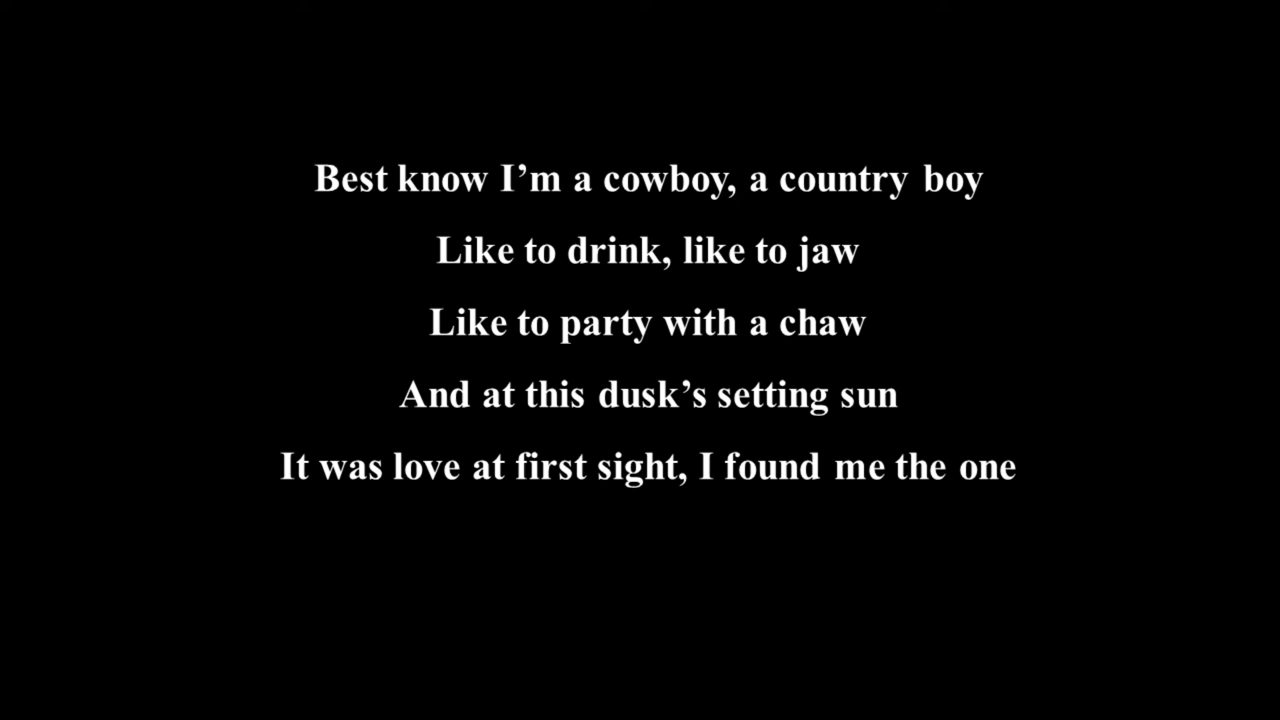 Best know I’m a cowboy, a country boy
Like to drink, like to jaw
Like to party with a chaw
And at this dusk’s setting sun
It was love at first sight, I found me the one